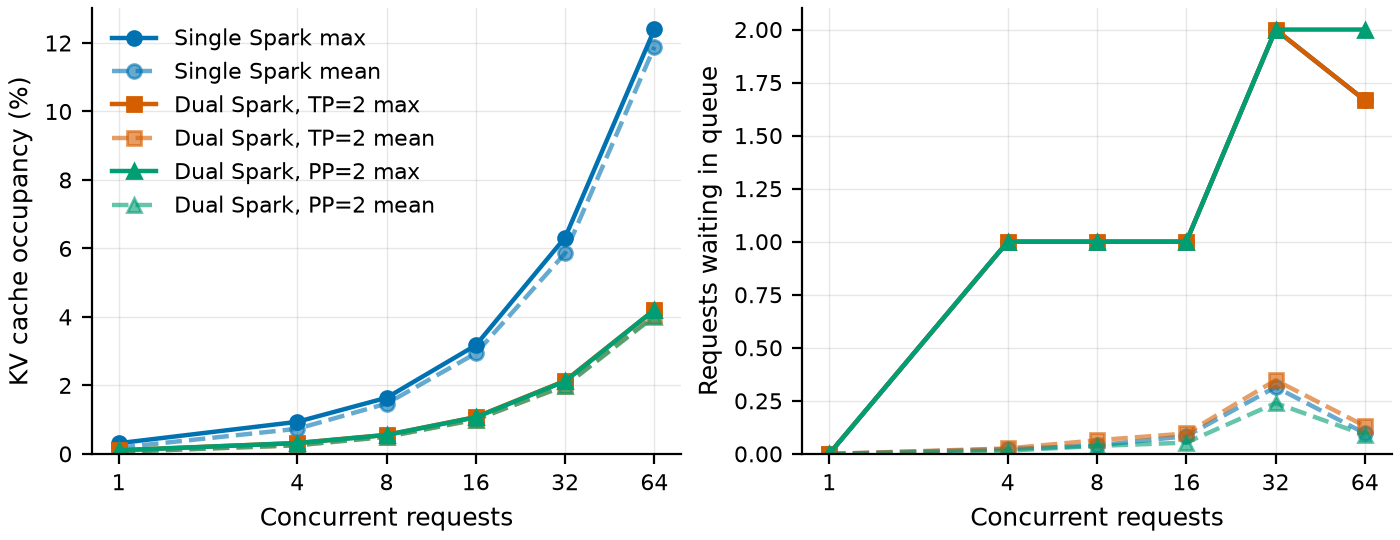 KV cache occupancy (%)
12
10
8
6
4
2
0
Single Spark max
Single Spark mean
Dual Spark, TP=2 max
Dual Spark, TP=2 mean
Dual Spark, PP=2 max
Dual Spark, PP=2 mean
1 4 8 16 32 64
Concurrent requests
Requests waiting in queue
2.00
1.75
1.50
1.25
1.00
0.75
0.50
0.25
0.00
1 4 8 16 32 64
Concurrent requests